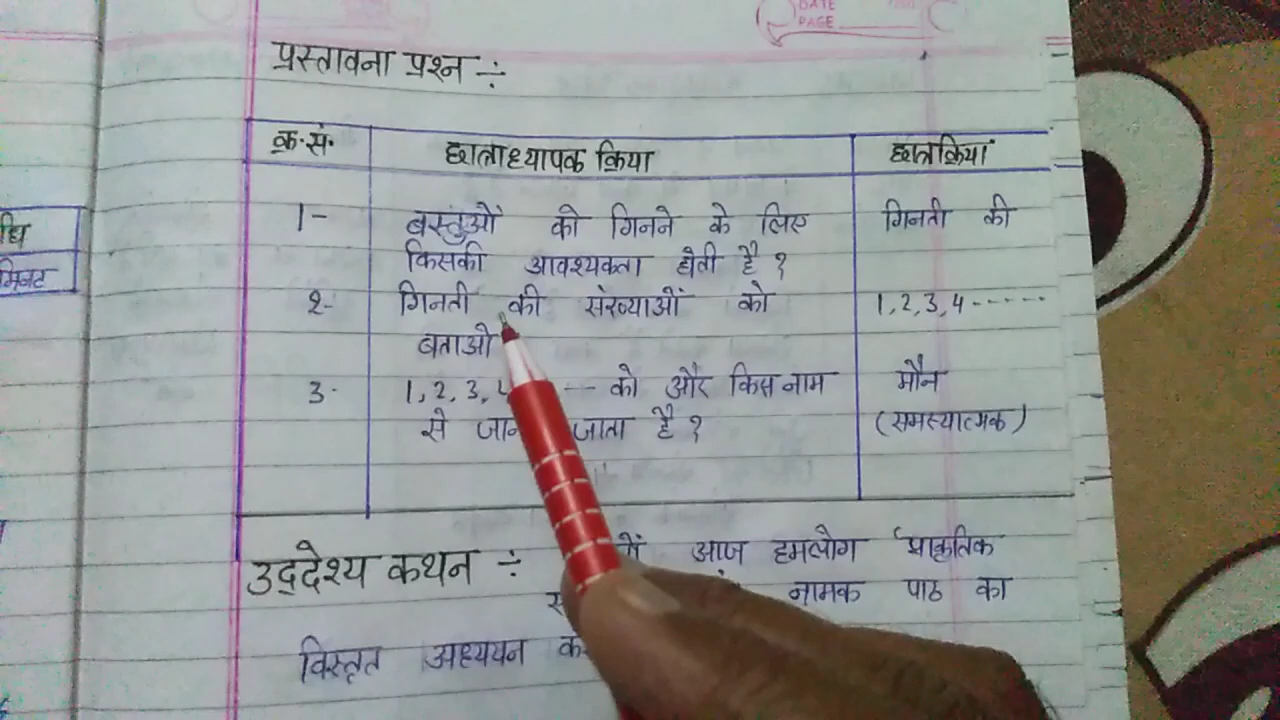 DATE
PAGE
प्रस्तावना प्रश्न ÷
क्र·सं· छात्राध्यापक क्रिया छात्रक्रिया
1- बस्तुओं को गिनने के लिए गिनती की
किसकी आवश्यकता होती है ?
2- गिनती की संख्याओं को 1,2,3,4------
बताओ
3· 1,2,3,4 --- को और किस नाम मौन
से जाता है ? (समस्यात्मक)
मिनट
उद्देश्य कथन ÷ आज हमलोग 'प्राकृतिक
नामक पाठ का
विस्तृत अध्ययन